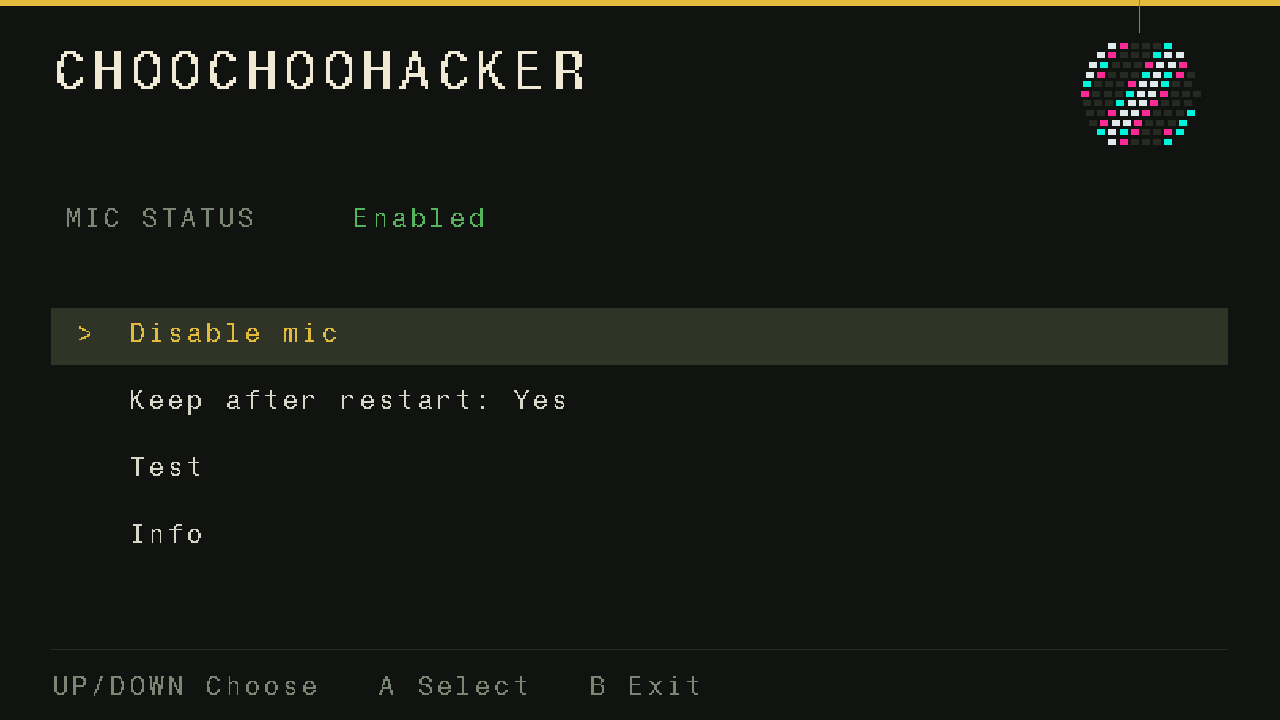 CHOOCHOOHACKER
MIC STATUS Enabled
> Disable mic
Keep after restart: Yes
Test
Info
UP/DOWN Choose A Select B Exit